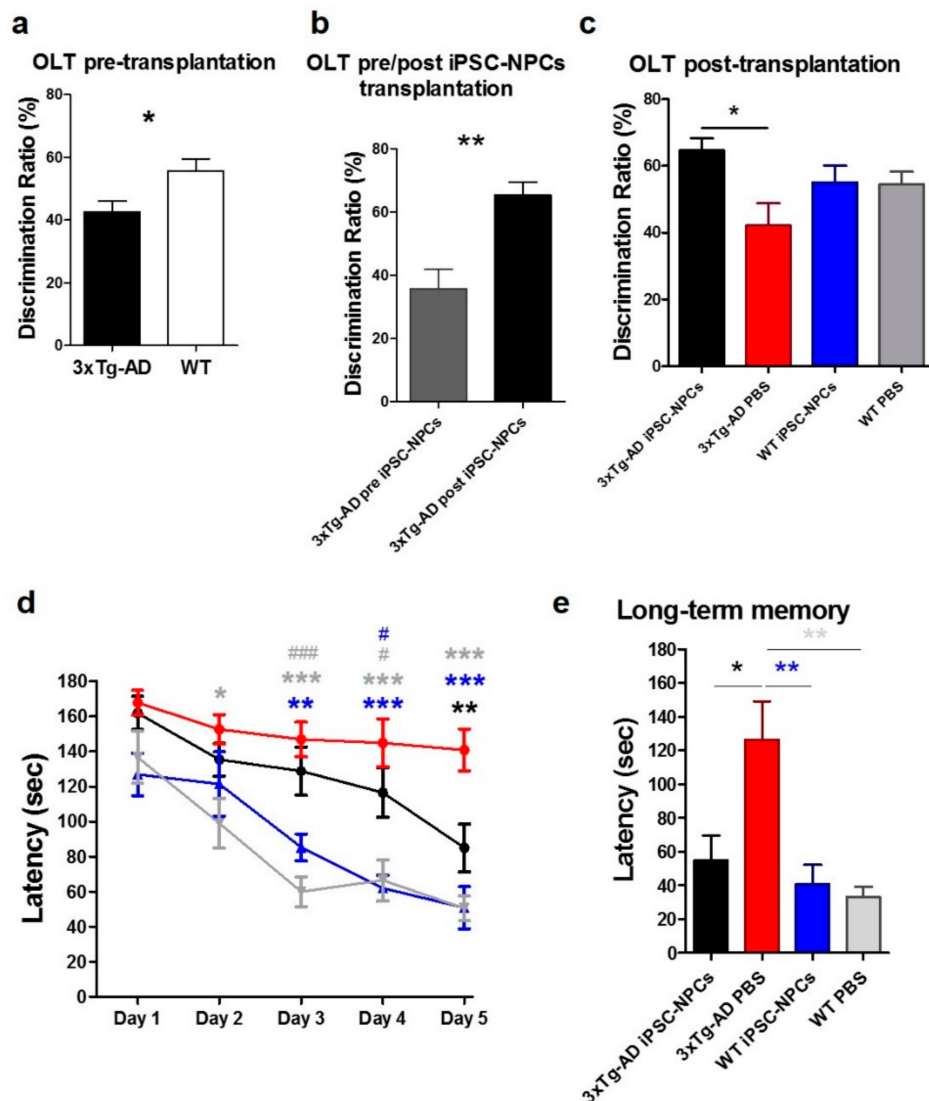 a
OLT pre-transplantation
*
Discrimination Ratio (%)
80
60
40
20
0
3xTg-AD
WT
b
OLT pre/post iPSC-NPCs
transplantation
**
Discrimination Ratio (%)
80
60
40
20
0
3xTg-AD pre iPSC-NPCs
3xTg-AD post iPSC-NPCs
c
OLT post-transplantation
*
Discrimination Ratio (%)
80
60
40
20
0
3xTg-AD iPSC-NPCs
3xTg-AD PBS
WT iPSC-NPCs
WT PBS
d
#
### #
* *** *** ***
** *** ***
**
Latency (sec)
180
160
140
120
100
80
60
40
20
0
Day 1 Day 2 Day 3 Day 4 Day 5
e
Long-term memory
**
* **
Latency (sec)
180
160
140
120
100
80
60
40
20
0
3xTg-AD iPSC-NPCs
3xTg-AD PBS
WT iPSC-NPCs
WT PBS